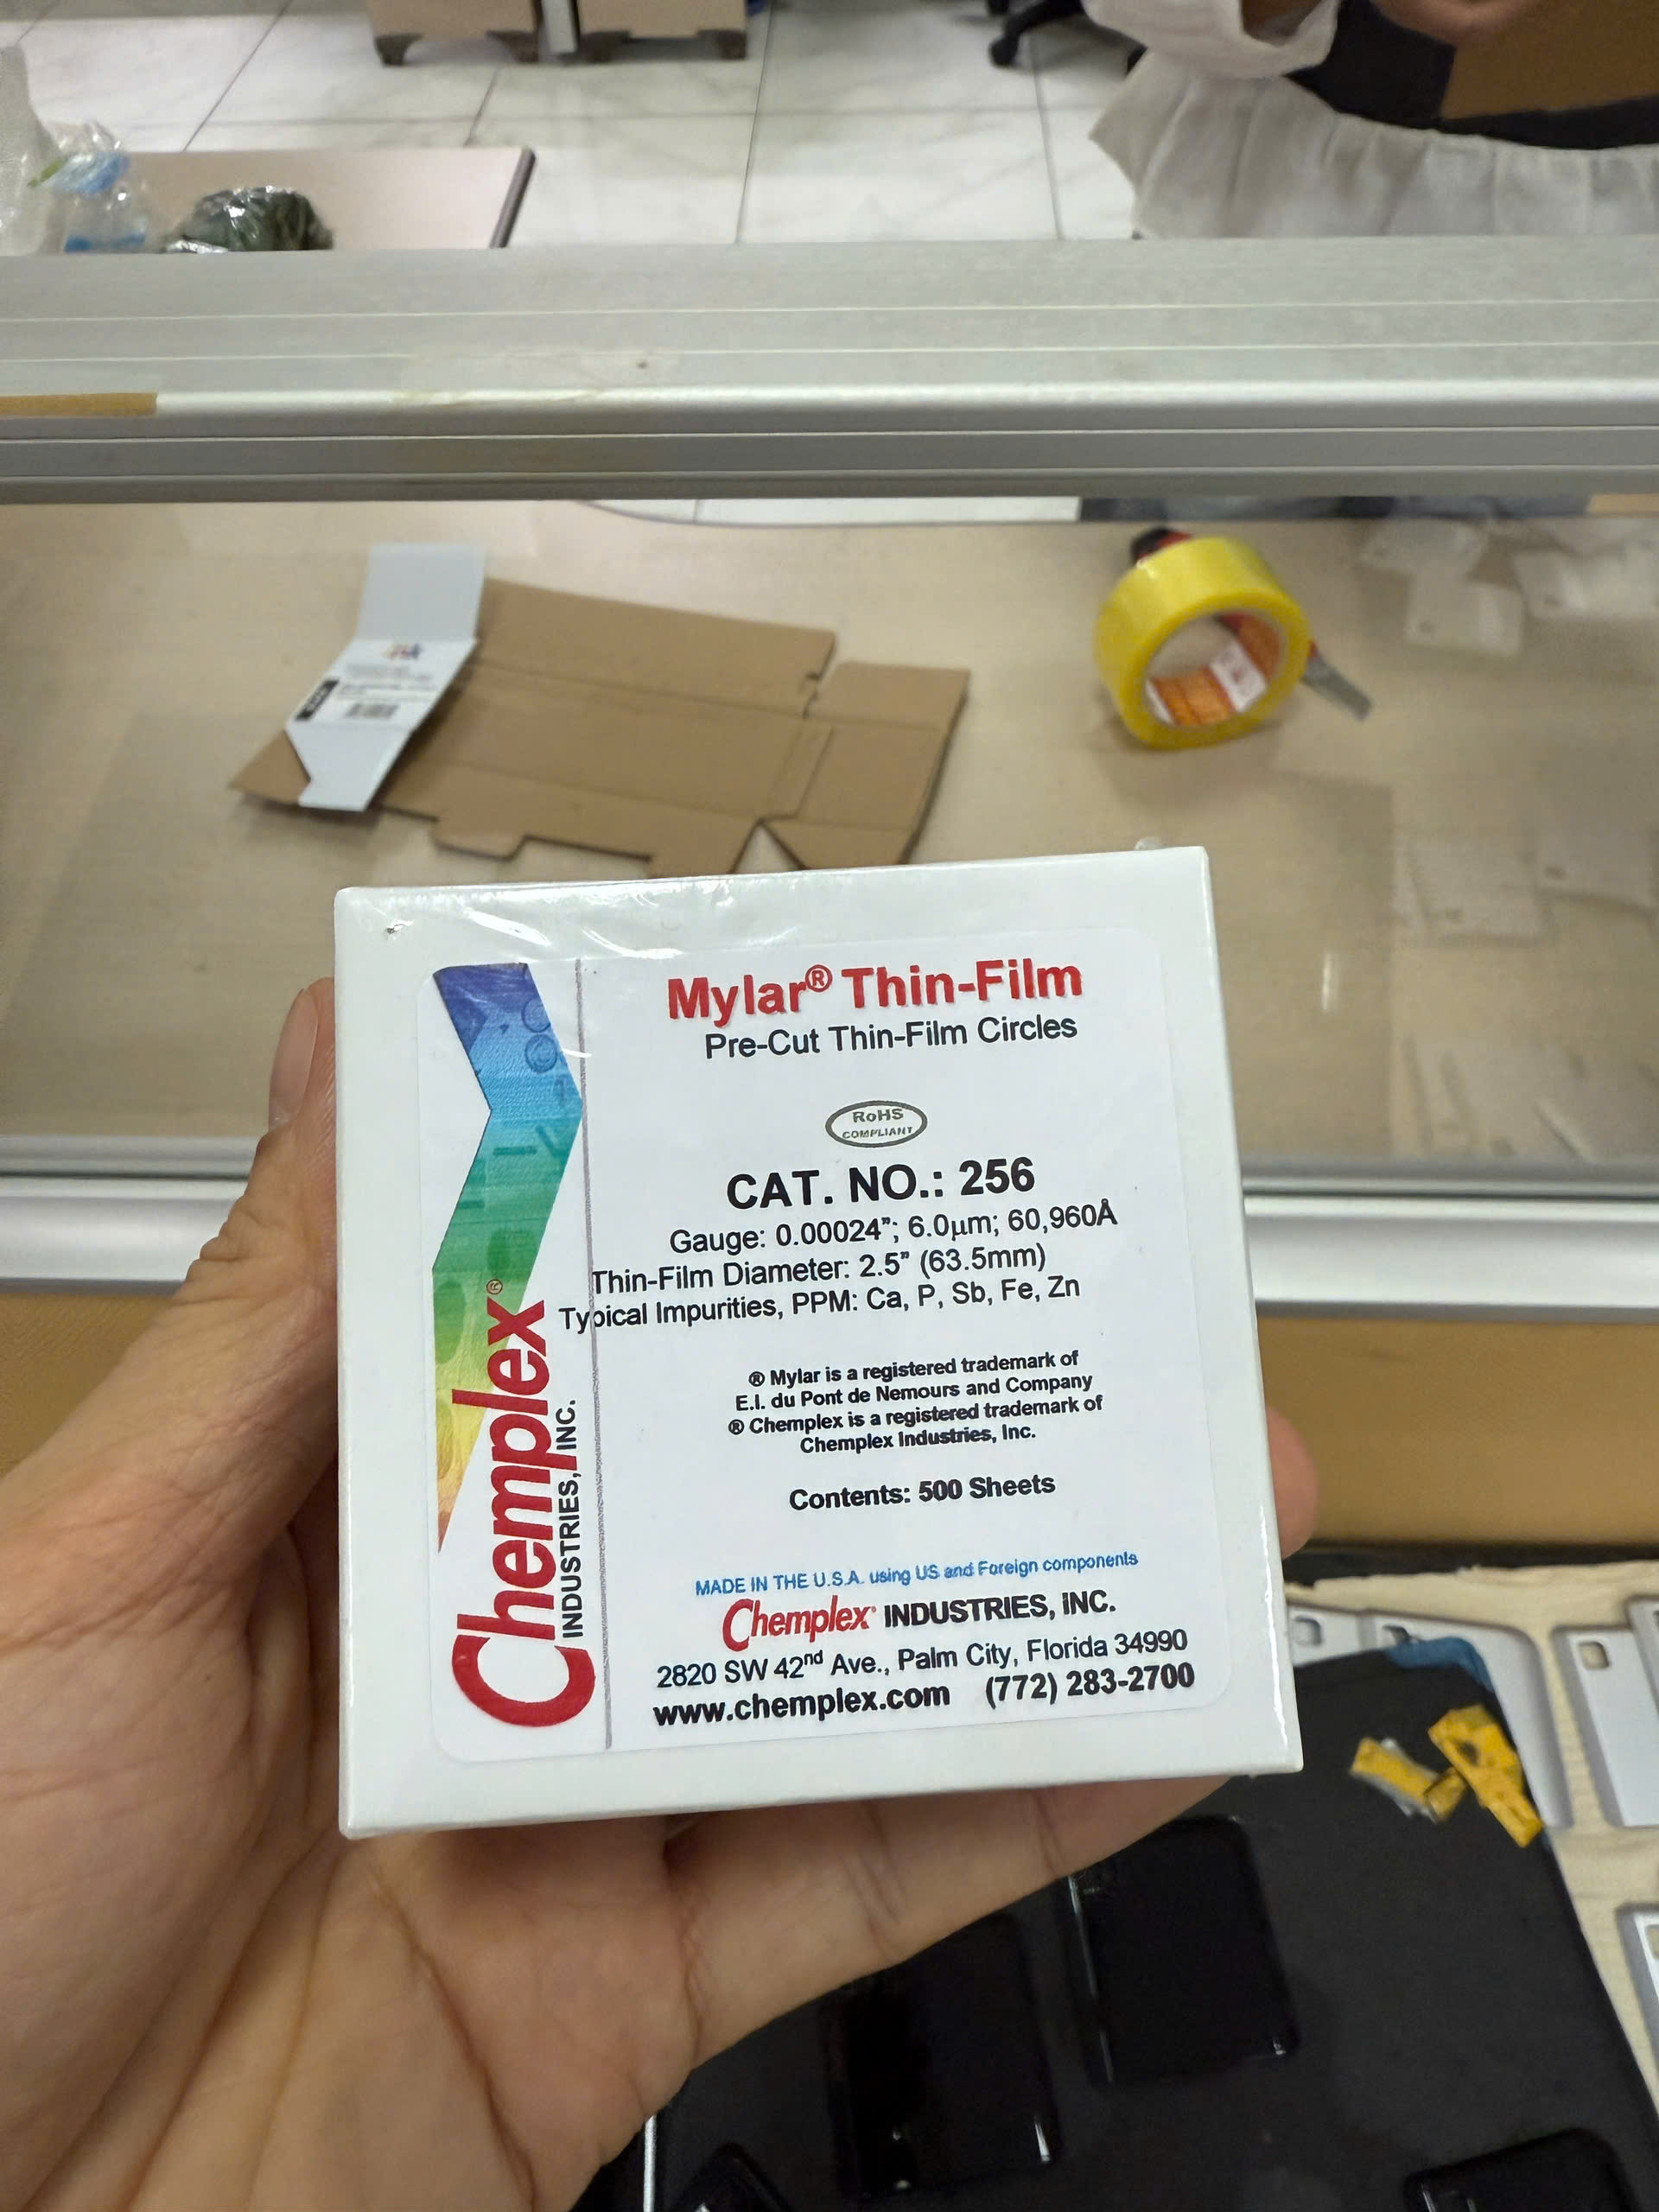 Mylar® Thin-Film
Pre-Cut Thin-Film Circles
RoHS
COMPLIANT
CAT. NO.: 256
Gauge: 0.00024”; 6.0µm; 60,960Å
Thin-Film Diameter: 2.5” (63.5mm)
Typical Impurities, PPM: Ca, P, Sb, Fe, Zn
® Mylar is a registered trademark of
E.I. du Pont de Nemours and Company
® Chemplex is a registered trademark of
Chemplex Industries, Inc.
Contents: 500 Sheets
MADE IN THE U.S.A. using US and Foreign components
Chemplex® INDUSTRIES, INC.
2820 SW 42nd Ave., Palm City, Florida 34990
www.chemplex.com (772) 283-2700
Chemplex®
INDUSTRIES, INC.